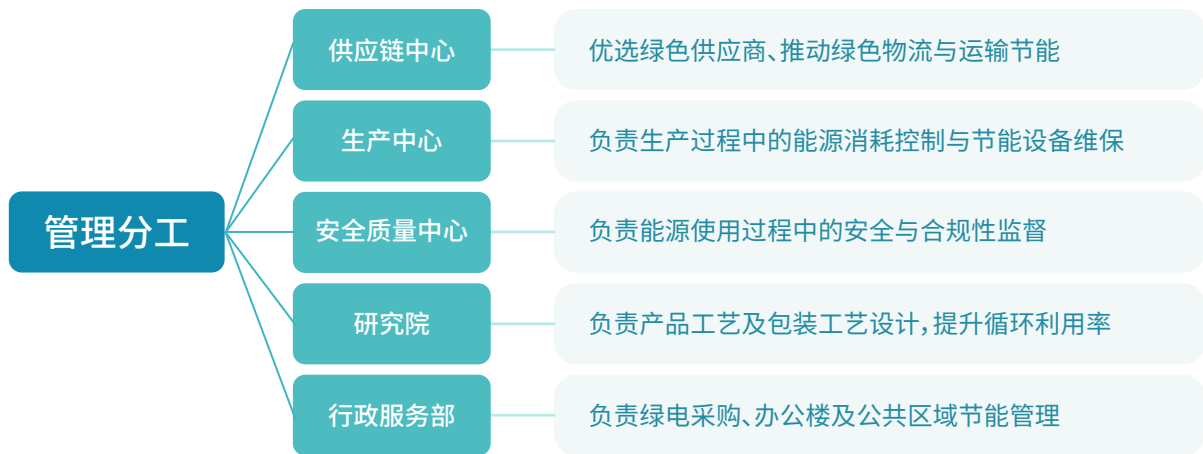 供应链中心
优选绿色供应商、推动绿色物流与运输节能
生产中心
负责生产过程中的能源消耗控制与节能设备维保
管理分工
安全质量中心
负责能源使用过程中的安全与合规性监督
研究院
负责产品工艺及包装工艺设计,提升循环利用率
行政服务部
负责绿电采购、办公楼及公共区域节能管理